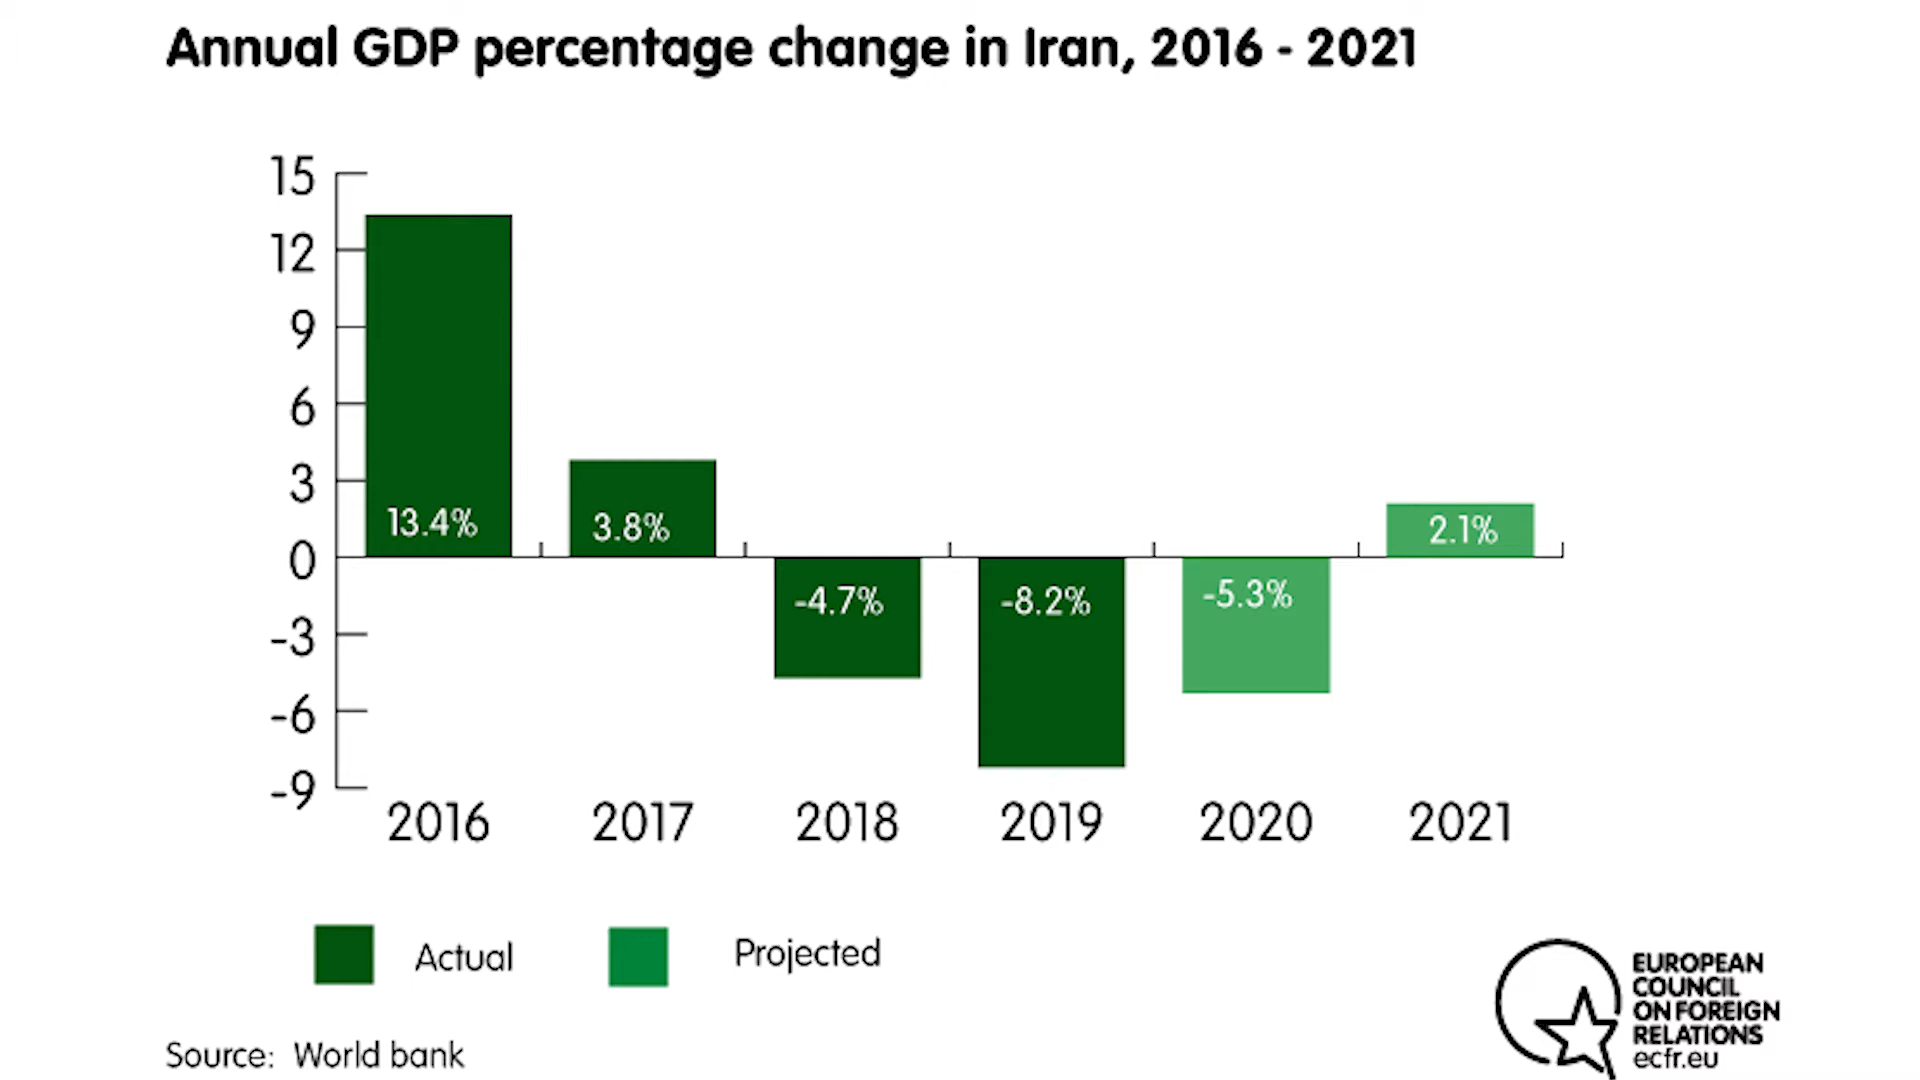 Annual GDP percentage change in Iran, 2016 - 2021
15
12
9
6
3
0
-3
-6
-9
13.4%
3.8%
-4.7%
-8.2%
-5.3%
2.1%
2016 2017 2018 2019 2020 2021
Actual Projected
Source: World bank
EUROPEAN
COUNCIL
ON FOREIGN
RELATIONS
ecfr.eu